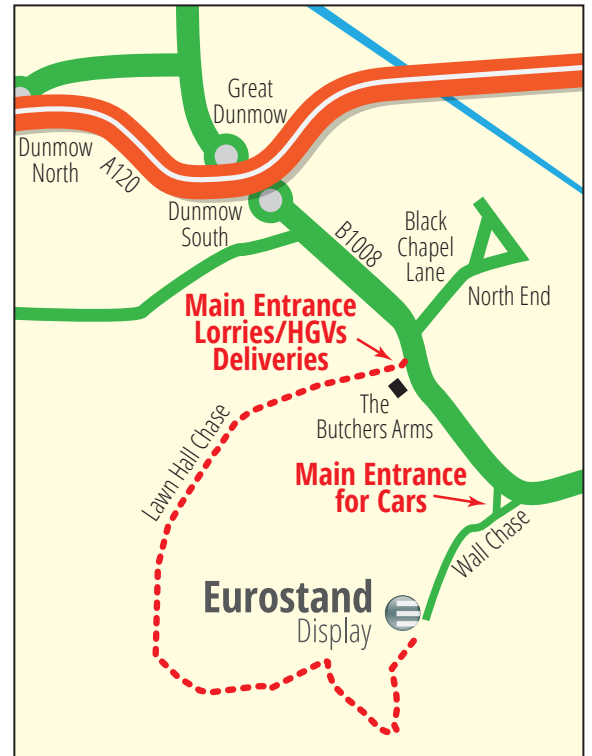 Great
Dunmow
Dunmow
North
A120
Dunmow
South
B1008
Black
Chapel
Lane
North End
Main Entrance
Lorries/HGVs
Deliveries
The
Butchers Arms
Lawn Hall Chase
Main Entrance
for Cars
Wall Chase
Eurostand
Display